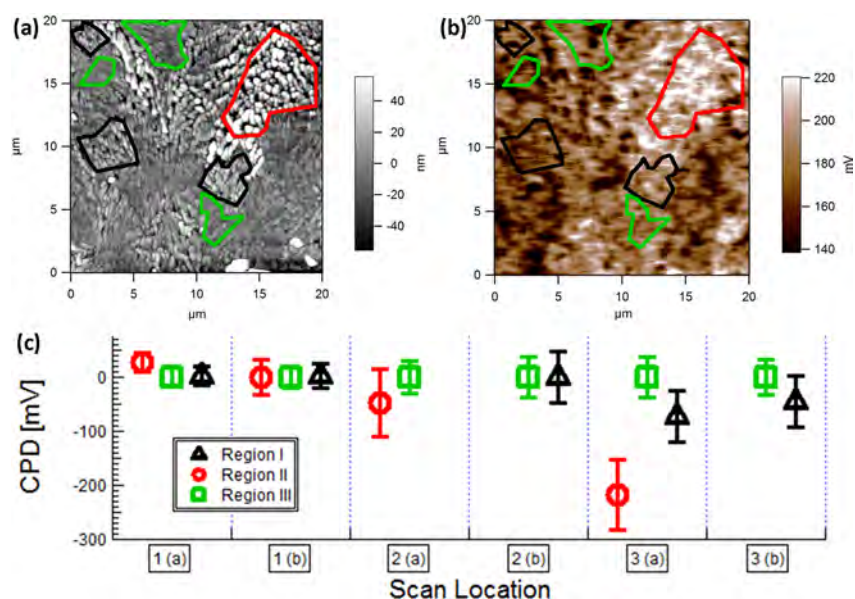 (a)
20
15
10
5
0
µm
0
5
10
15
20
µm
40
0
-40
nm
(b)
20
15
10
5
0
µm
0
5
10
15
20
µm
220
200
180
160
140
mV
(c)
CPD [mV]
0
-100
-200
-300
Region I
Region II
Region III
1 (a)
1 (b)
2 (a)
2 (b)
3 (a)
3 (b)
Scan Location